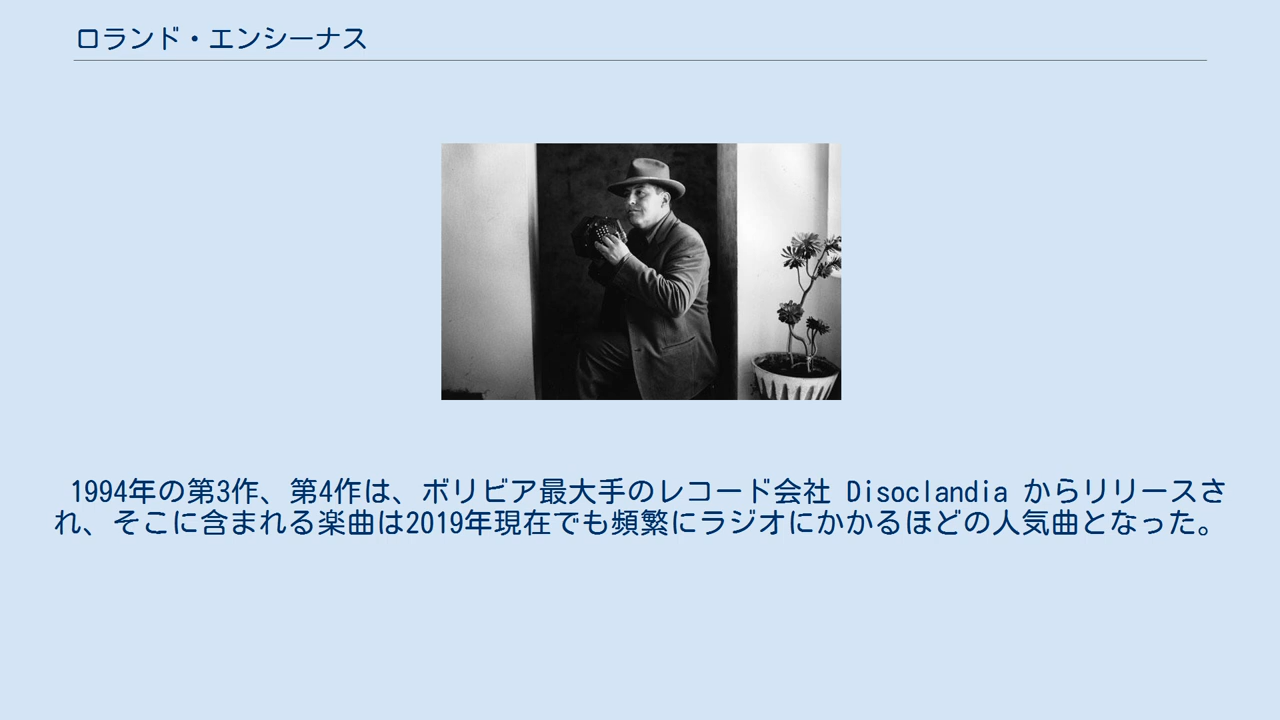 ロランド・エンシーナス
1994年の第3作、第4作は、ボリビア最大手のレコード会社 Disoclandia からリリースさ
れ、そこに含まれる楽曲は2019年現在でも頻繁にラジオにかかるほどの人気曲となった。